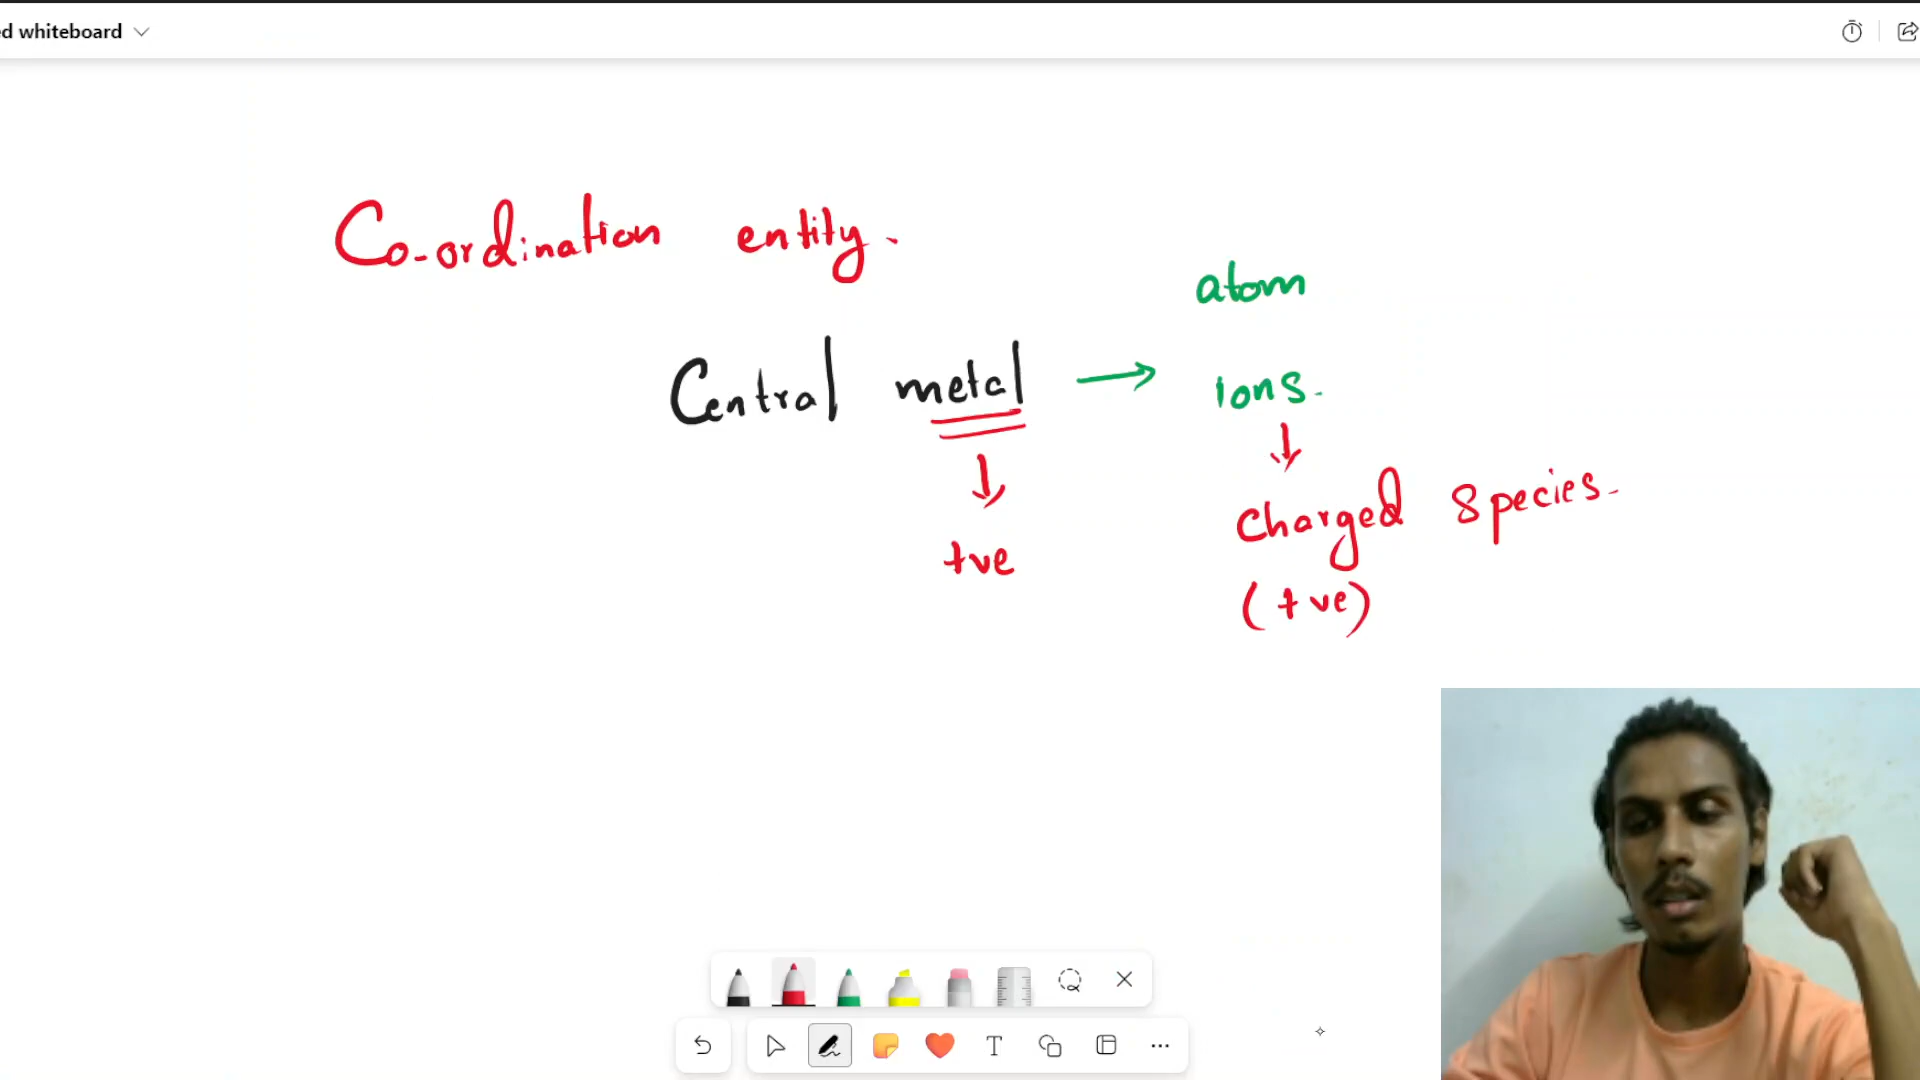 d whiteboard
Co-ordination entity.
atom
Central metal → ions.
Charged Species.
+ve
(+ve)
T